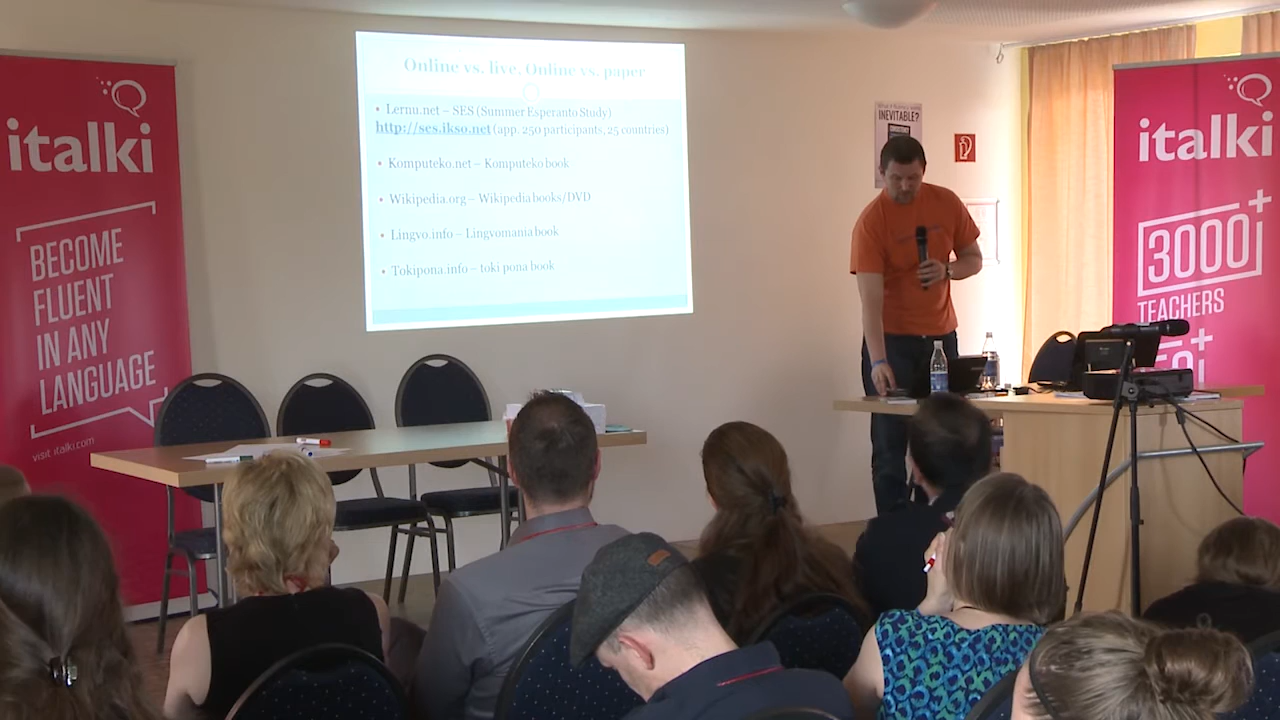 italki
BECOME
FLUENT
IN ANY
LANGUAGE
visit italki.com
Online vs. live, Online vs. paper
• Lernu.net – SES (Summer Esperanto Study)
http://ses.ikso.net (app. 250 participants, 25 countries)
• Komputeko.net – Komputeko book
• Wikipedia.org – Wikipedia books/DVD
• Lingvo.info – Lingvomania book
• Tokipona.info – toki pona book
INEVITABLE?
italki
3000+
TEACHERS